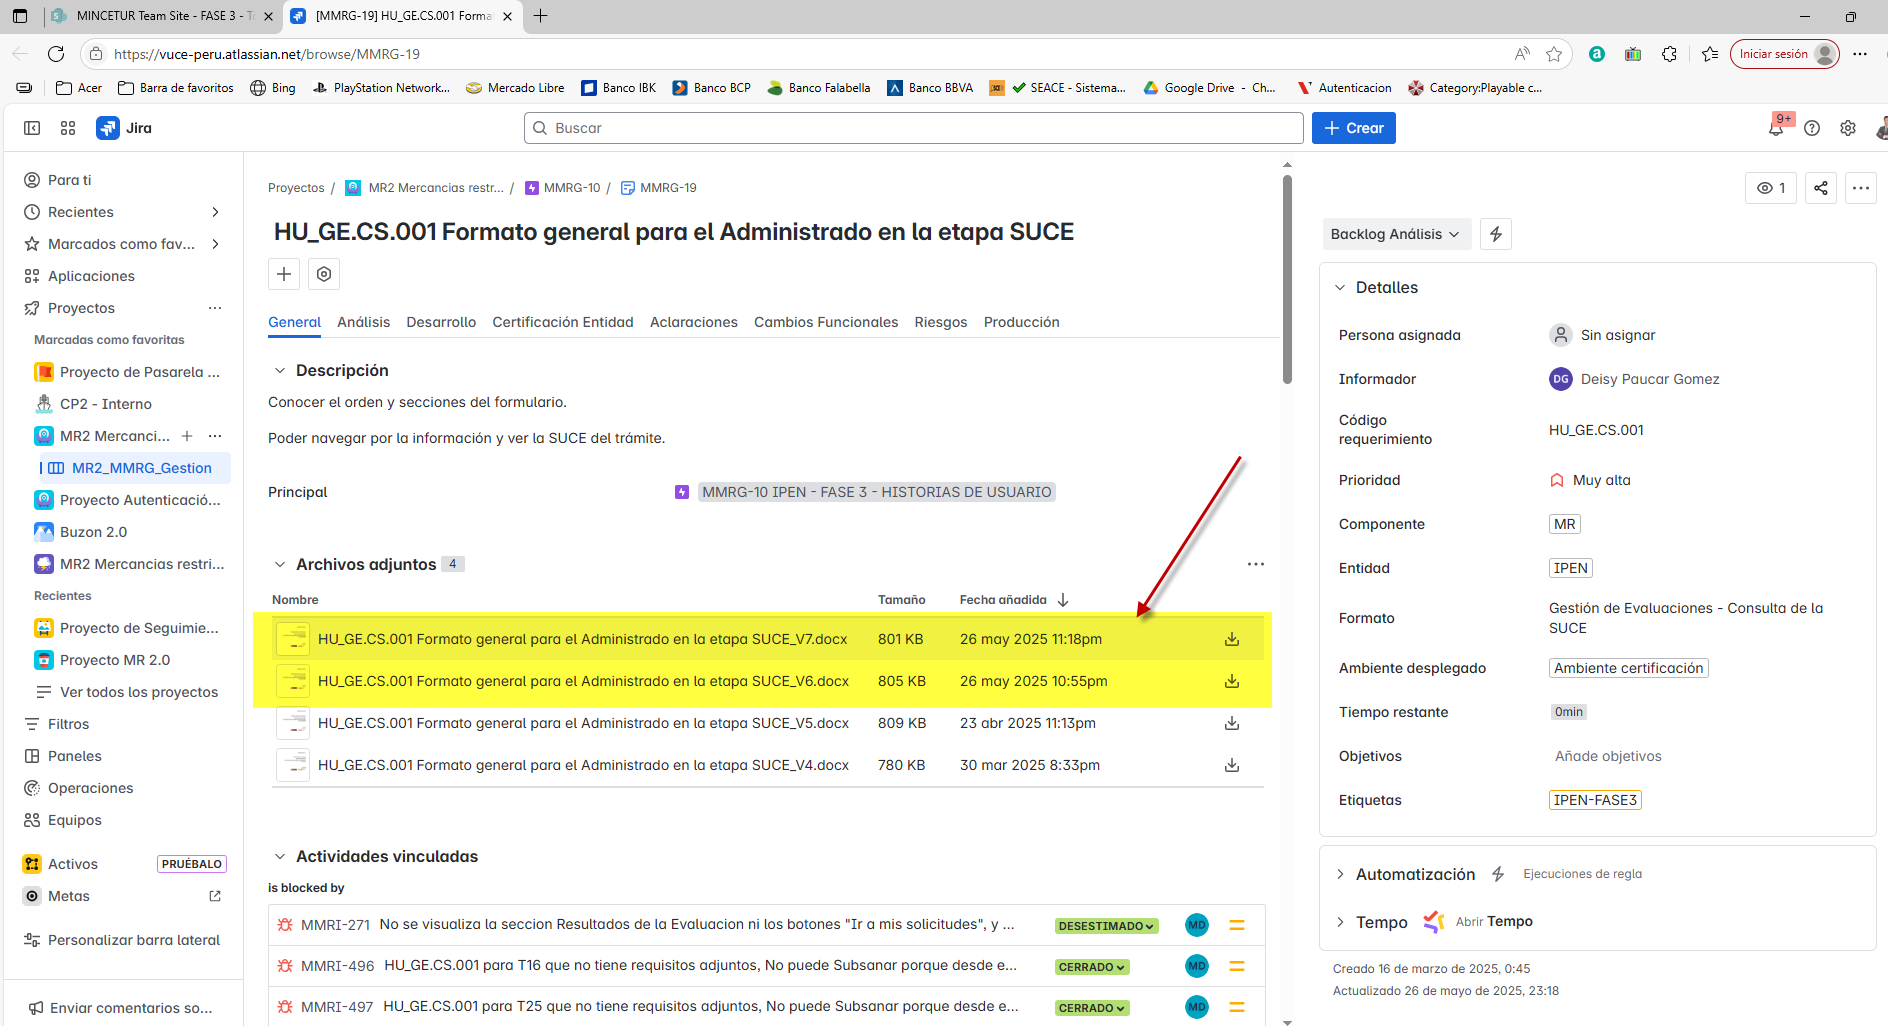 MINCETUR Team Site - FASE 3 - T
[MMRG-19] HU_GE.CS.001 Forma
https://vuce-peru.atlassian.net/browse/MMRG-19
Iniciar sesión
Acer
Barra de favoritos
Bing
PlayStation Network...
Mercado Libre
Banco IBK
Banco BCP
Banco Falabella
Banco BBVA
SEACE - Sistema...
Google Drive - Ch...
Autenticacion
Category:Playable c...
Jira
Buscar
Crear
9+
Para ti
Recientes
Marcados como fav...
Aplicaciones
Proyectos
Marcadas como favoritas
Proyecto de Pasarela ...
CP2 - Interno
MR2 Mercanci...
MR2_MMRG_Gestion
Proyecto Autenticació...
Buzon 2.0
MR2 Mercancias restri...
Recientes
Proyecto de Seguimie...
Proyecto MR 2.0
Ver todos los proyectos
Filtros
Paneles
Operaciones
Equipos
Activos PRUÉBALO
Metas
Personalizar barra lateral
Enviar comentarios so...
Proyectos / MR2 Mercancias restr... / MMRG-10 / MMRG-19
HU_GE.CS.001 Formato general para el Administrado en la etapa SUCE
General Análisis Desarrollo Certificación Entidad Aclaraciones Cambios Funcionales Riesgos Producción
Descripción
Conocer el orden y secciones del formulario.
Poder navegar por la información y ver la SUCE del trámite.
Principal MMRG-10 IPEN - FASE 3 - HISTORIAS DE USUARIO
Archivos adjuntos 4
Nombre Tamaño Fecha añadida
HU_GE.CS.001 Formato general para el Administrado en la etapa SUCE_V7.docx 801 KB 26 may 2025 11:18pm
HU_GE.CS.001 Formato general para el Administrado en la etapa SUCE_V6.docx 805 KB 26 may 2025 10:55pm
HU_GE.CS.001 Formato general para el Administrado en la etapa SUCE_V5.docx 809 KB 23 abr 2025 11:13pm
HU_GE.CS.001 Formato general para el Administrado en la etapa SUCE_V4.docx 780 KB 30 mar 2025 8:33pm
Actividades vinculadas
is blocked by
MMRI-271 No se visualiza la seccion Resultados de la Evaluacion ni los botones "Ir a mis solicitudes", y ... DESESTIMADO MD
MMRI-496 HU_GE.CS.001 para T16 que no tiene requisitos adjuntos, No puede Subsanar porque desde e... CERRADO MD
MMRI-497 HU_GE.CS.001 para T25 que no tiene requisitos adjuntos, No puede Subsanar porque desde e... CERRADO MD
1
Backlog Análisis
Detalles
Persona asignada Sin asignar
Informador DG Deisy Paucar Gomez
Código
requerimiento HU_GE.CS.001
Prioridad Muy alta
Componente MR
Entidad IPEN
Formato Gestión de Evaluaciones - Consulta de la
SUCE
Ambiente desplegado Ambiente certificación
Tiempo restante 0min
Objetivos Añade objetivos
Etiquetas IPEN-FASE3
Automatización Ejecuciones de regla
Tempo Abrir Tempo
Creado 16 de marzo de 2025, 0:45
Actualizado 26 de mayo de 2025, 23:18